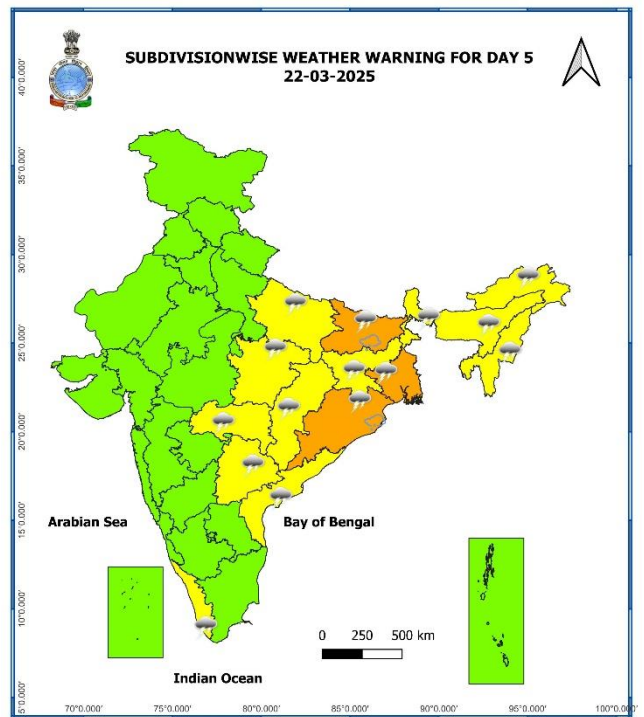 SUBDIVISIONWISE WEATHER WARNING FOR DAY 5
22-03-2025
40°0.000'
35°0.000'
30°0.000'
25°0.000'
20°0.000'
15°0.000'
10°0.000'
5°0.000'
Arabian Sea
Bay of Bengal
0 250 500 km
Indian Ocean
70°0.000' 75°0.000' 80°0.000' 85°0.000' 90°0.000' 95°0.000' 100°0.000'